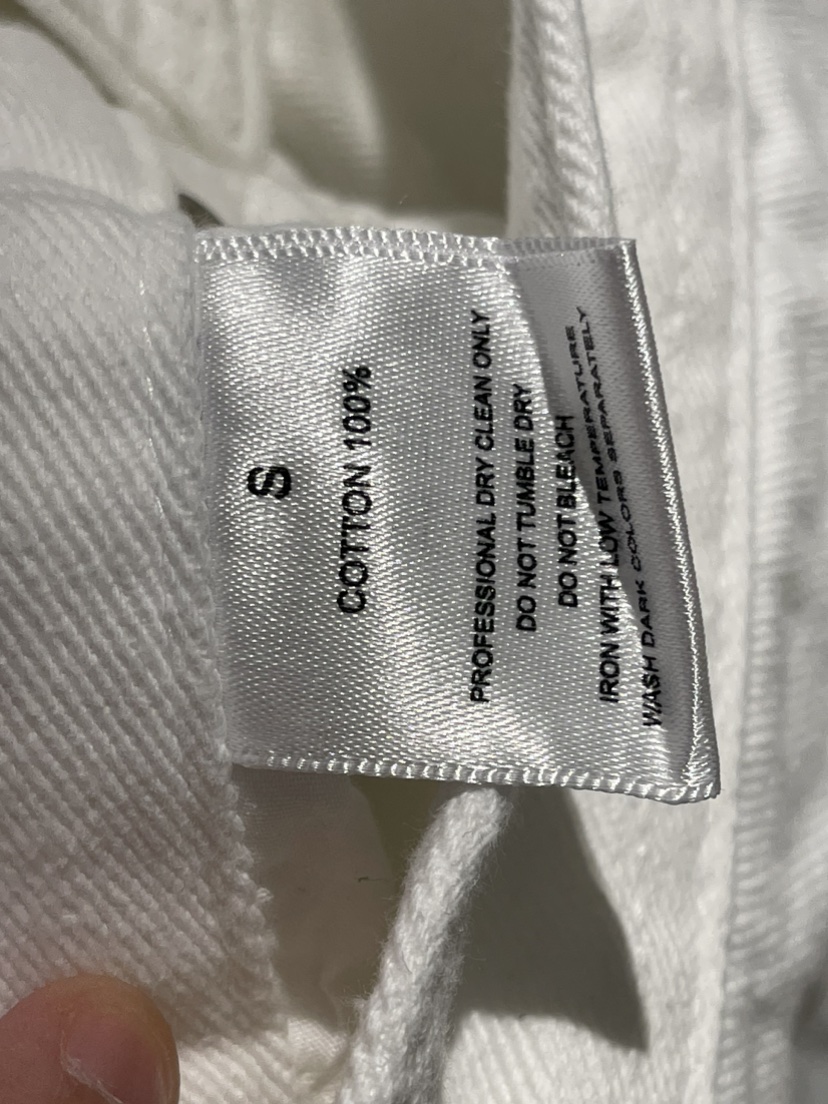 S
COTTON 100%
PROFESSIONAL DRY CLEAN ONLY
DO NOT TUMBLE DRY
DO NOT BLEACH
IRON WITH LOW TEMPERATURE
WASH DARK COLORS SEPARATELY